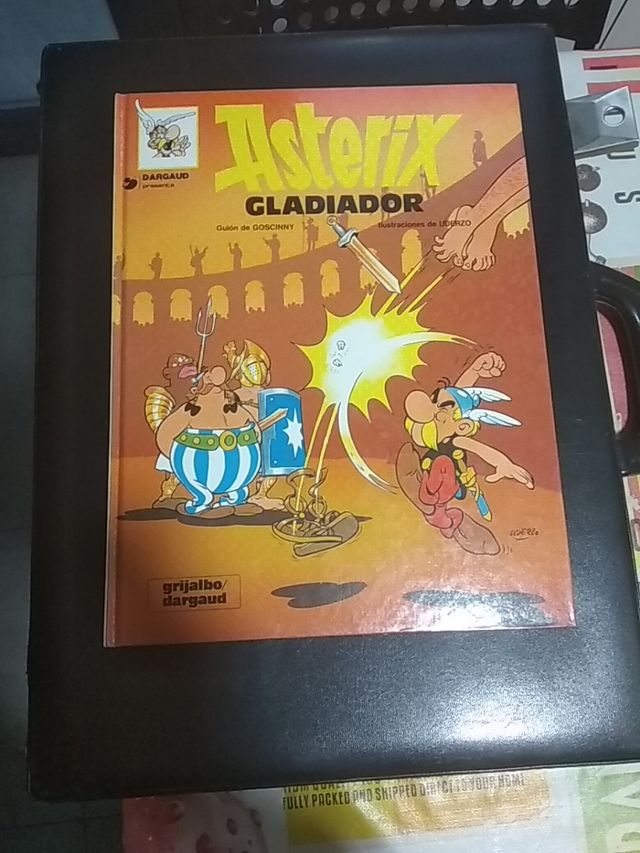 Asterix
DARGAUD
presenta
GLADIADOR
Guión de GOSCINNY
Ilustraciones de UDERZO
UDERZO
grijalbo/
dargaud
FULLY PACKED AND SHIPPED DIRECT TO YOUR HOME